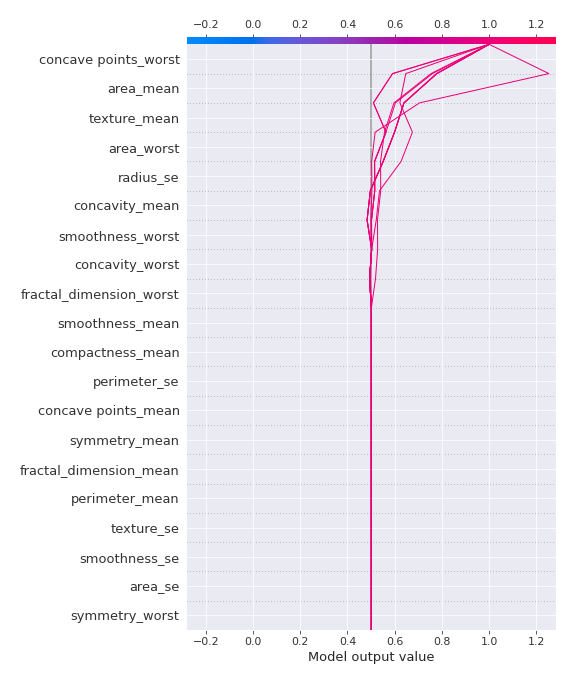 −0.2 0.0 0.2 0.4 0.6 0.8 1.0 1.2
concave points_worst
area_mean
texture_mean
area_worst
radius_se
concavity_mean
smoothness_worst
concavity_worst
fractal_dimension_worst
smoothness_mean
compactness_mean
perimeter_se
concave points_mean
symmetry_mean
fractal_dimension_mean
perimeter_mean
texture_se
smoothness_se
area_se
symmetry_worst
−0.2 0.0 0.2 0.4 0.6 0.8 1.0 1.2
Model output value